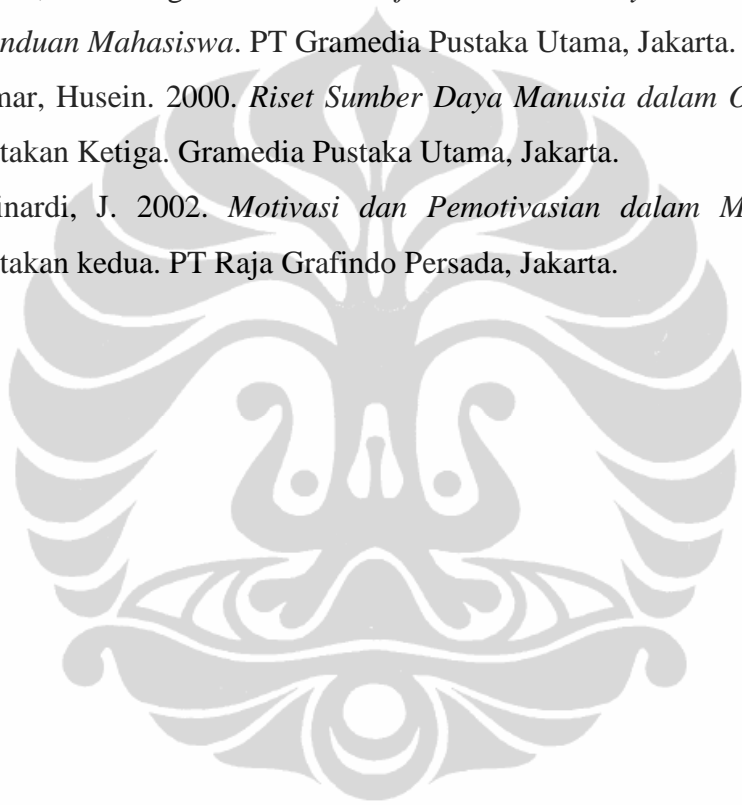 nduan Mahasiswa. PT Gramedia Pustaka Utama, Jakarta.
mar, Husein. 2000. Riset Sumber Daya Manusia dalam O
takan Ketiga. Gramedia Pustaka Utama, Jakarta.
inardi, J. 2002. Motivasi dan Pemotivasian dalam M
takan kedua. PT Raja Grafindo Persada, Jakarta.